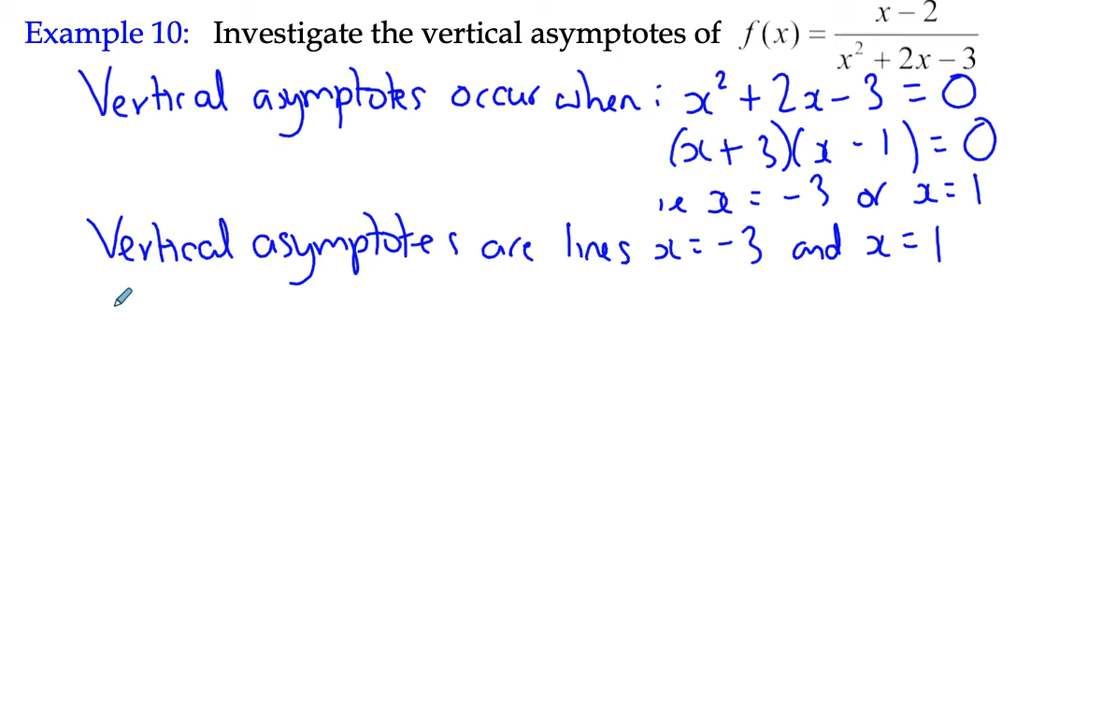 Example 10: Investigate the vertical asymptotes of f(x) = (x − 2)/(x² + 2x − 3)
Vertical asymptotes occur when : x² + 2x − 3 = 0
(x + 3)(x - 1) = 0
ie x = -3 or x = 1
Vertical asymptotes are lines x = -3 and x = 1